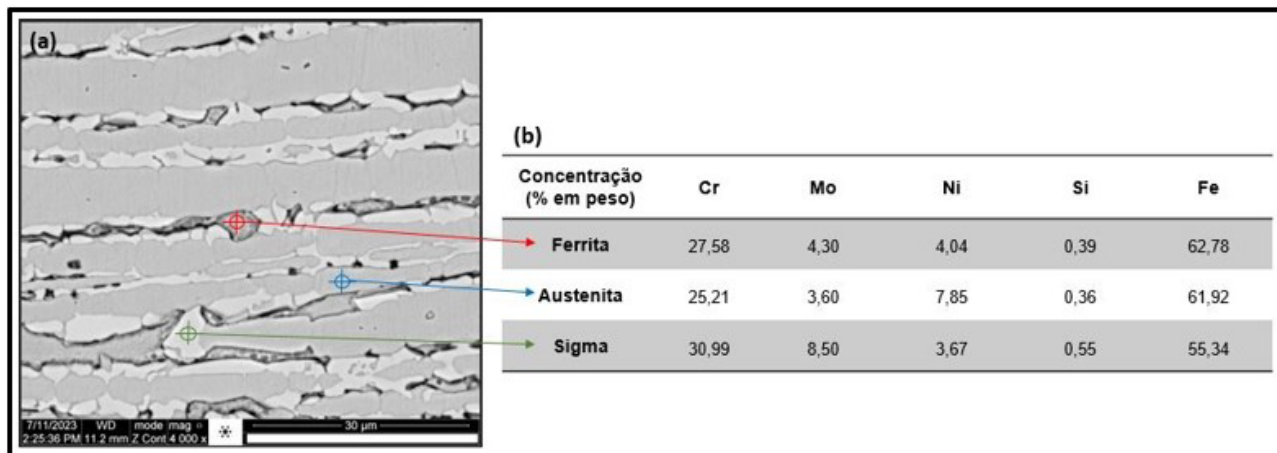 (a)
7/11/2023 WD mode mag 30 µm
2:25:36 PM 11.2 mm Z Cont 4 000 x
(b)
Concentração (% em peso) Cr Mo Ni Si Fe
Ferrita 27,58 4,30 4,04 0,39 62,78
Austenita 25,21 3,60 7,85 0,36 61,92
Sigma 30,99 8,50 3,67 0,55 55,34